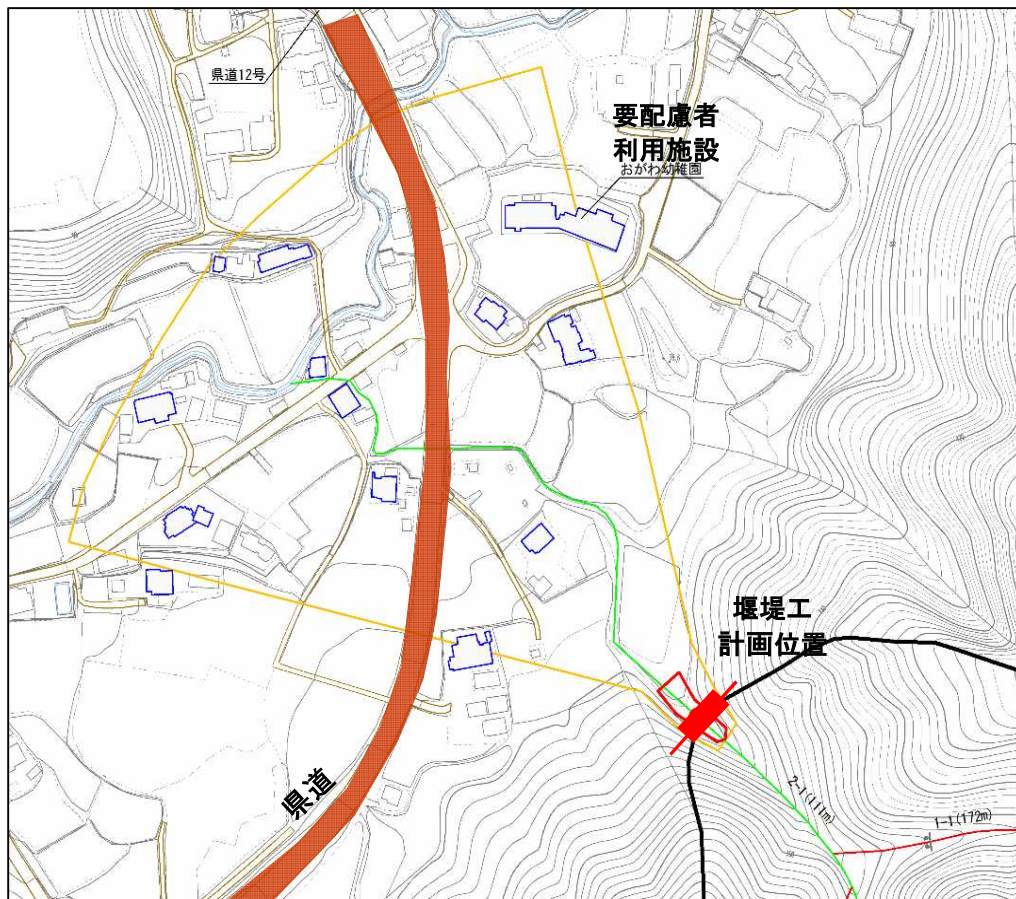 県道12号
要配慮者
利用施設
おがわ幼稚園
堰堤工
計画位置
県道
2-1(111m)
1-1(172m)